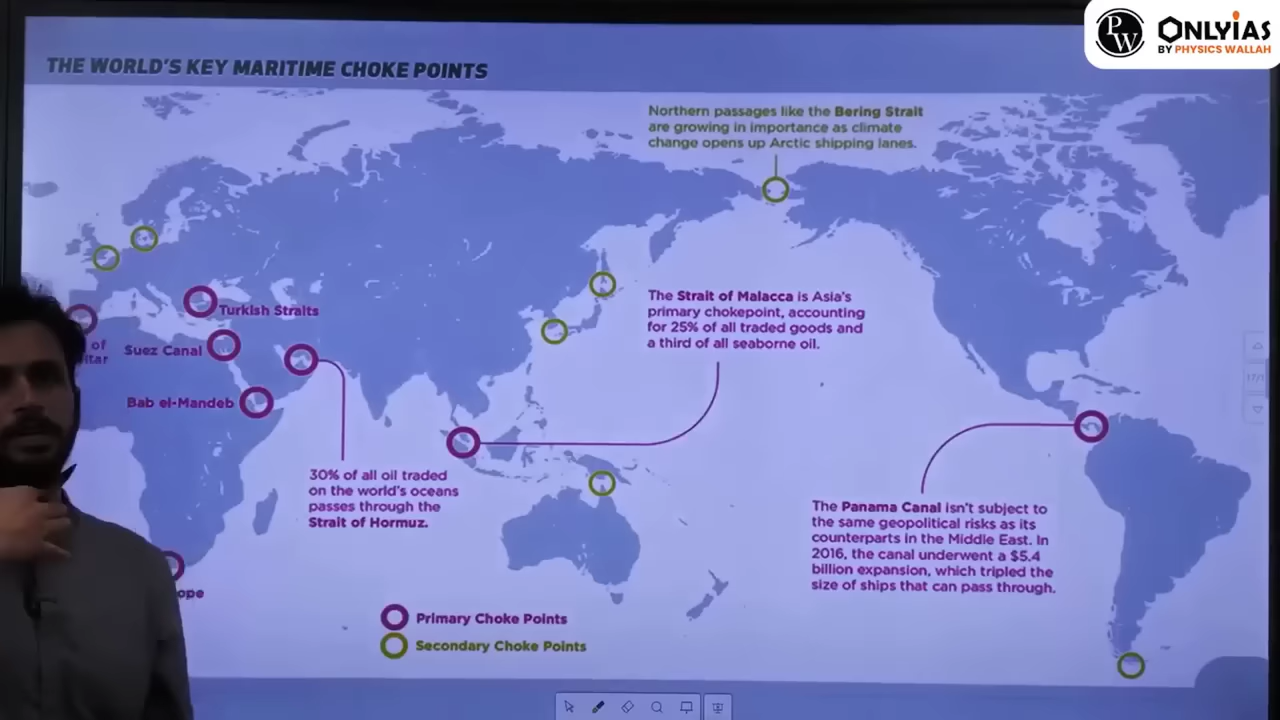 PW
ONLYIAS
BY PHYSICS WALLAH
THE WORLD'S KEY MARITIME CHOKE POINTS
Northern passages like the Bering Strait
are growing in importance as climate
change opens up Arctic shipping lanes.
The Strait of Malacca is Asia's
primary chokepoint, accounting
for 25% of all traded goods and
a third of all seaborne oil.
Turkish Straits
of
Suez Canal
Bab el-Mandeb
30% of all oil traded
on the world's oceans
passes through the
Strait of Hormuz.
The Panama Canal isn't subject to
the same geopolitical risks as its
counterparts in the Middle East. In
2016, the canal underwent a $5.4
billion expansion, which tripled the
size of ships that can pass through.
Primary Choke Points
Secondary Choke Points